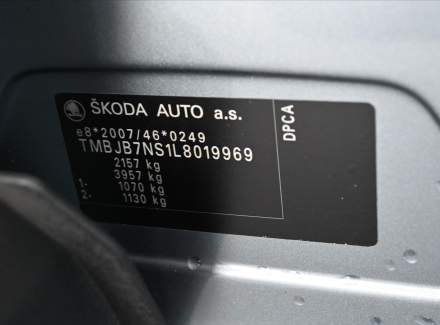 ŠKODA AUTO a.s.
e8*2007/46*0249
TMBJB7NS1L8019969
2157 kg
3957 kg
1. 1070 kg
2. 1130 kg
DPCA